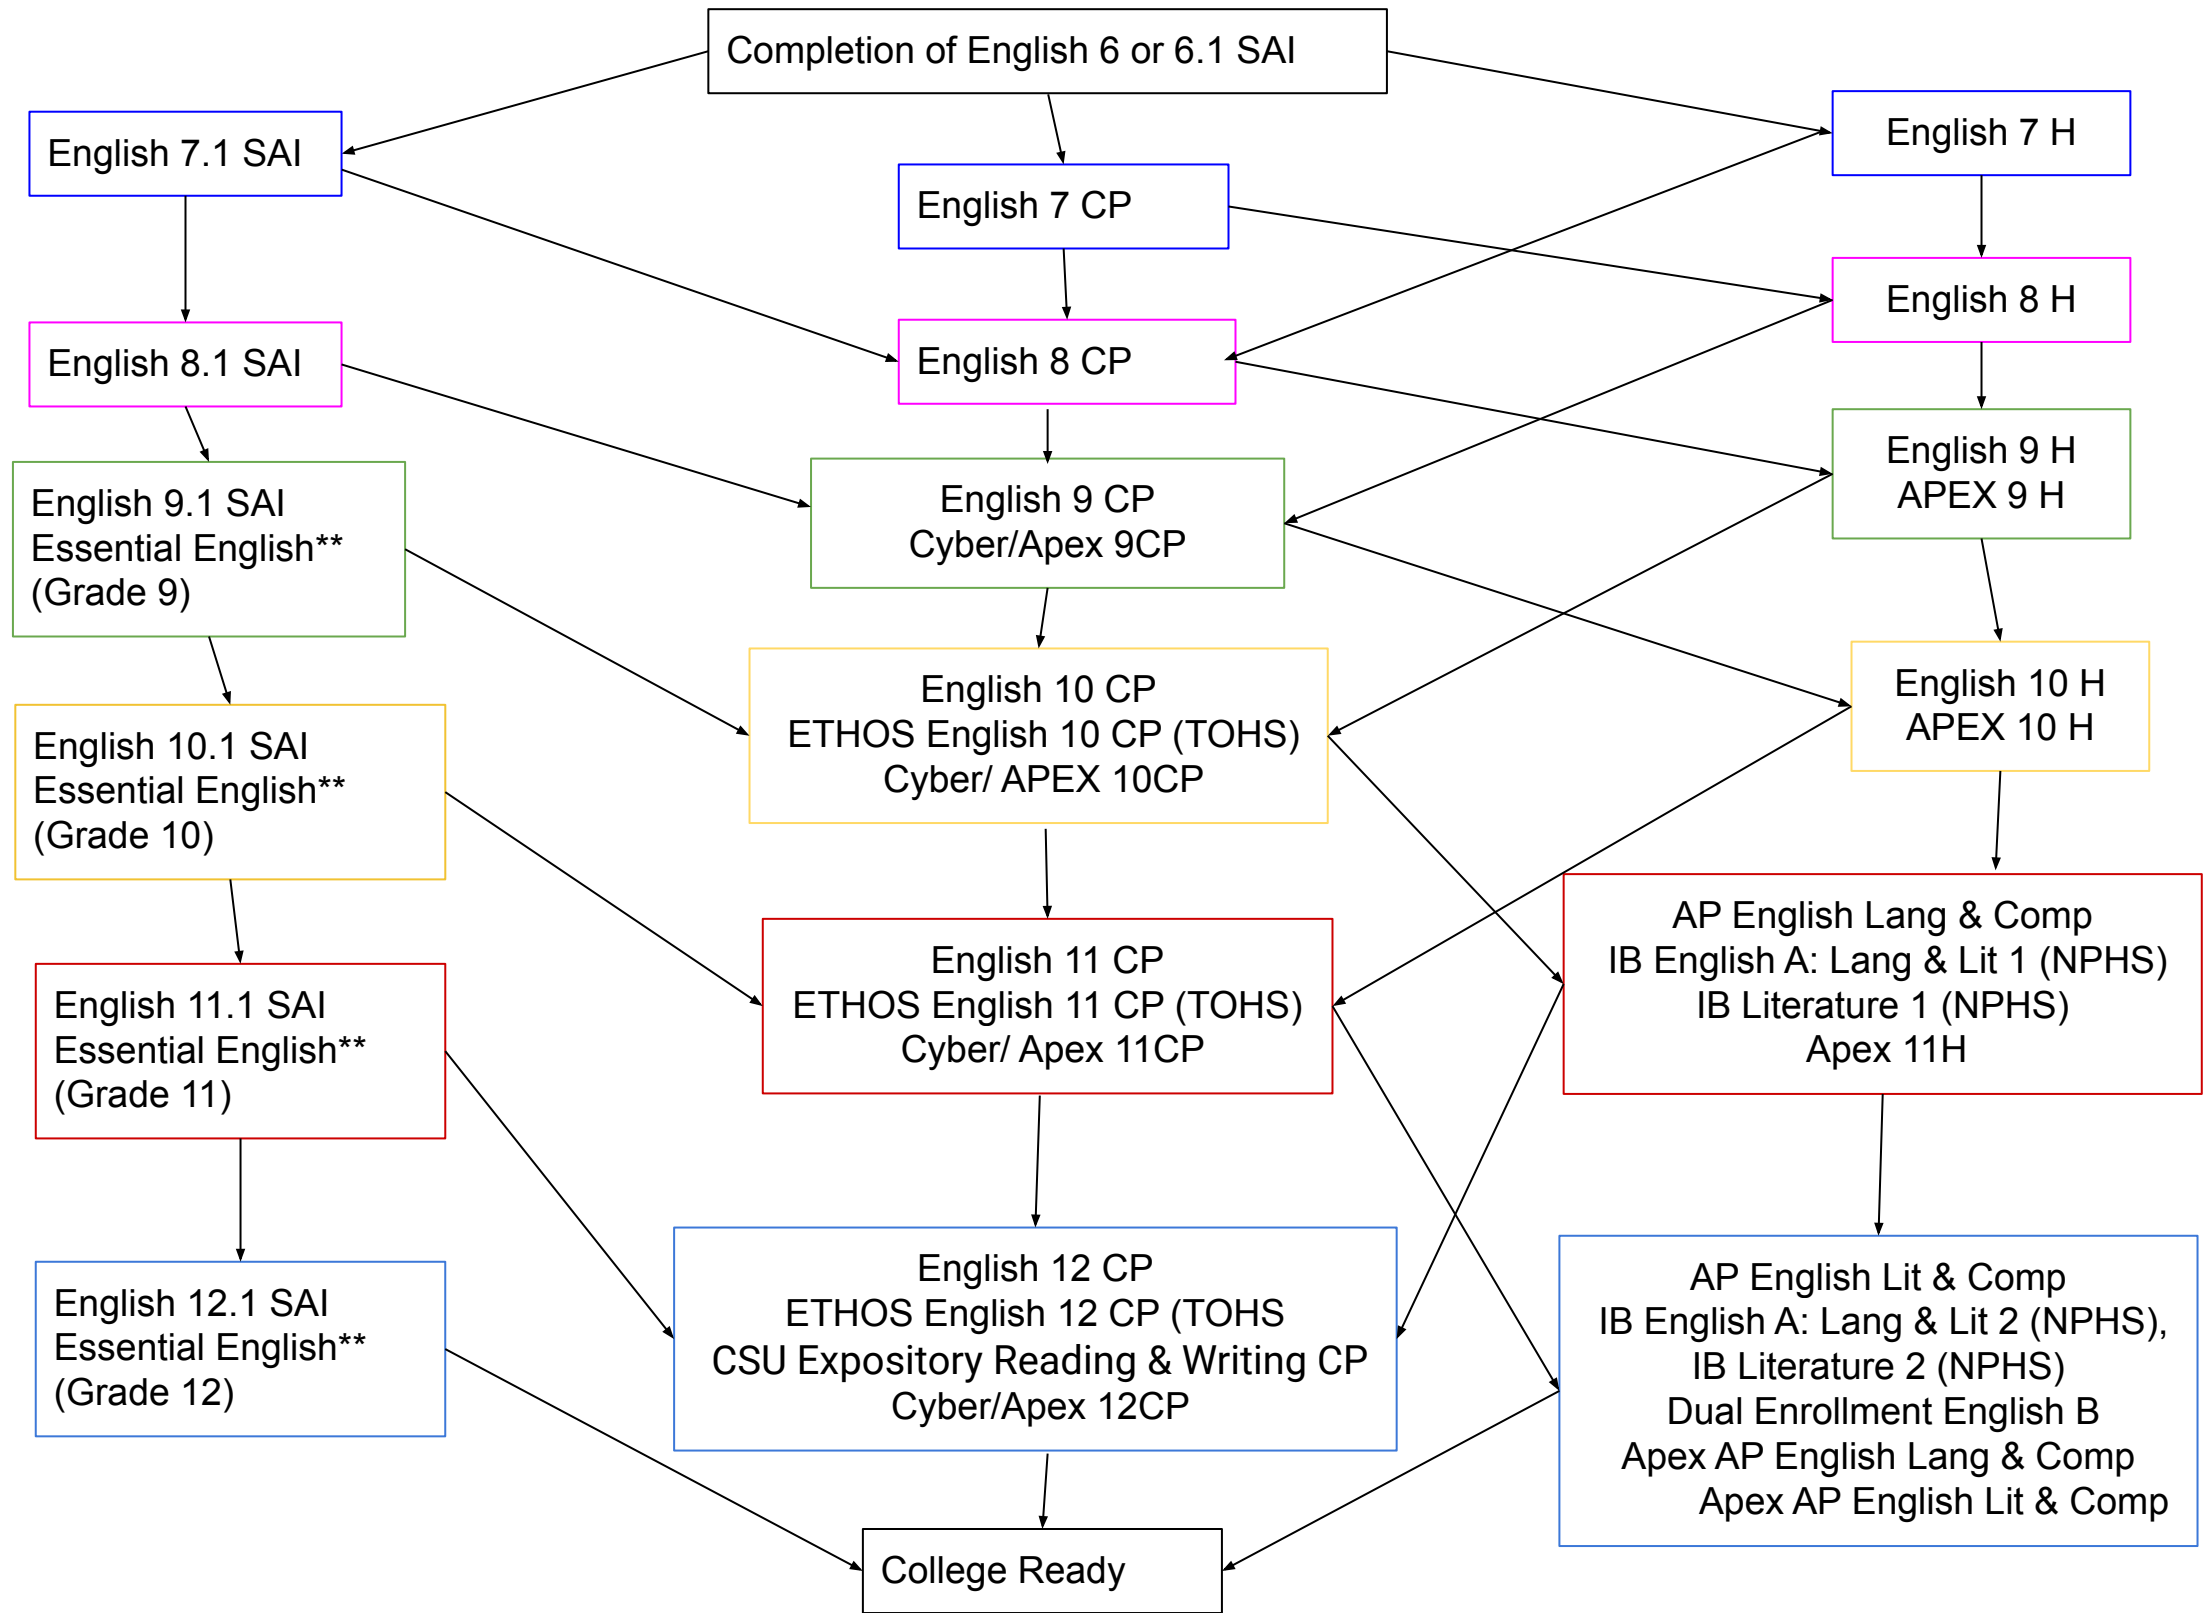 Completion of English 6 or 6.1 SAI
English 7.1 SAI
English 7 CP
English 7 H
English 8.1 SAI
English 8 CP
English 8 H
English 9.1 SAI
Essential English**
(Grade 9)
English 9 CP
Cyber/Apex 9CP
English 9 H
APEX 9 H
English 10.1 SAI
Essential English**
(Grade 10)
English 10 CP
ETHOS English 10 CP (TOHS)
Cyber/ APEX 10CP
English 10 H
APEX 10 H
English 11.1 SAI
Essential English**
(Grade 11)
English 11 CP
ETHOS English 11 CP (TOHS)
Cyber/ Apex 11CP
AP English Lang & Comp
IB English A: Lang & Lit 1 (NPHS)
IB Literature 1 (NPHS)
Apex 11H
English 12.1 SAI
Essential English**
(Grade 12)
English 12 CP
ETHOS English 12 CP (TOHS
CSU Expository Reading & Writing CP
Cyber/Apex 12CP
AP English Lit & Comp
IB English A: Lang & Lit 2 (NPHS),
IB Literature 2 (NPHS)
Dual Enrollment English B
Apex AP English Lang & Comp
Apex AP English Lit & Comp
College Ready